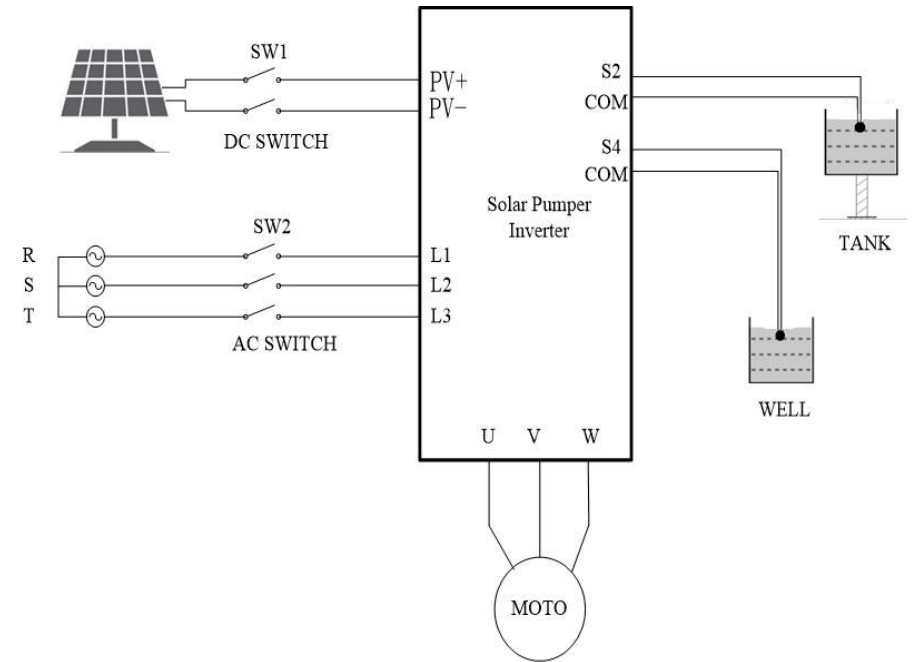 SW1
PV+
PV−
DC SWITCH
S2
COM
S4
COM
TANK
Solar Pumper
Inverter
SW2
R
L1
S
L2
T
L3
AC SWITCH
WELL
U V W
MOTO